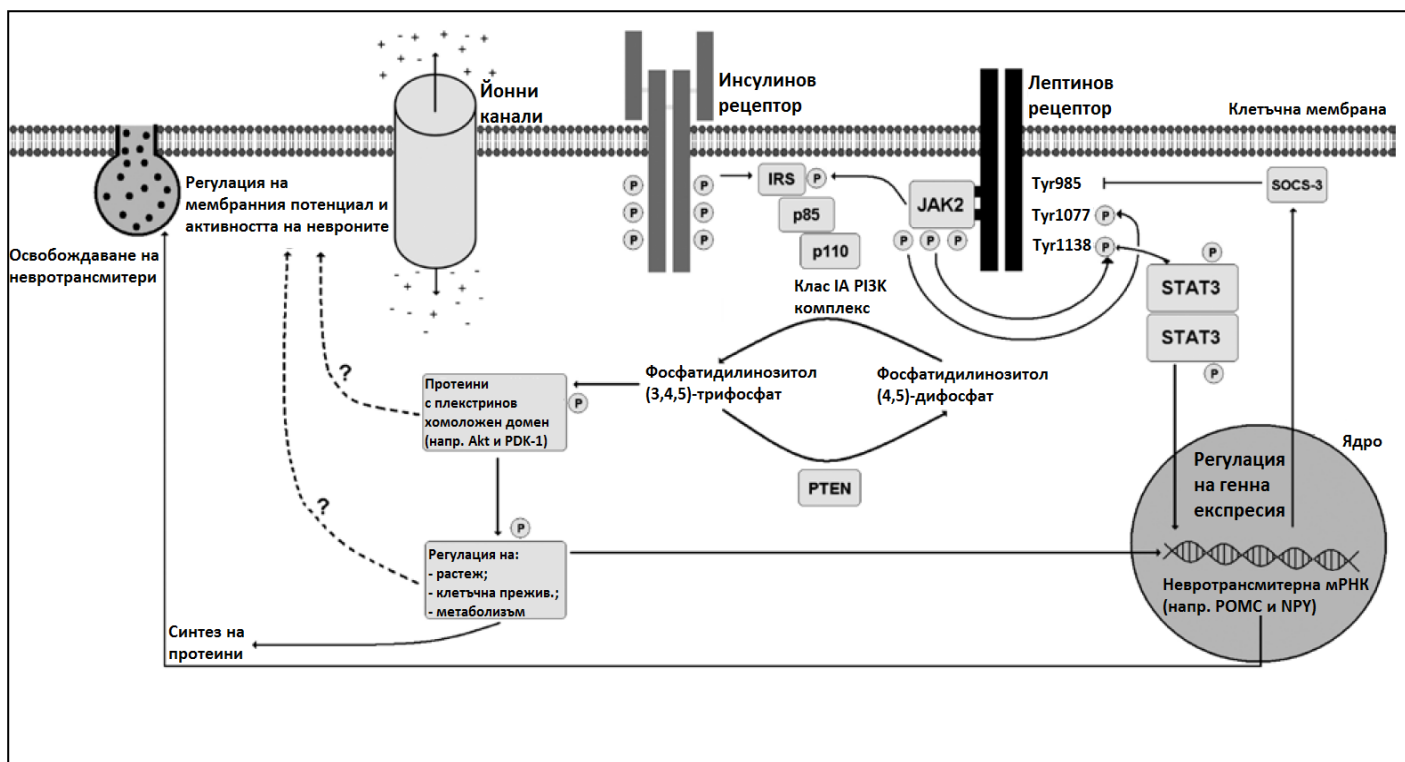 Йонни
канали
Инсулинов
рецептор
Лептинов
рецептор
Клетъчна мембрана
Регулация на
мембранния потенциал и
активността на невроните
Освобождаване на
невротрансмитери
P
P
P
P
P
P
IRS
P
p85
p110
Клас IA PI3K
комплекс
JAK2
P
P
P
Tyr985
Tyr1077
P
Tyr1138
P
SOCS-3
P
STAT3
STAT3
P
Фосфатидилинозитол
(3,4,5)-трифосфат
Фосфатидилинозитол
(4,5)-дифосфат
PTEN
?
Протеини
с плекстринов
хомоложен домен
(напр. Akt и PDK-1)
P
?
P
Регулация на:
- растеж;
- клетъчна прежив.;
- метаболизъм
Синтез на
протеини
Ядро
Регулация
на генна
експресия
Невротрансмитерна мРНК
(напр. POMC и NPY)
+ - + - + + - + - + + + - +
+ - + + - + - - + - + - -